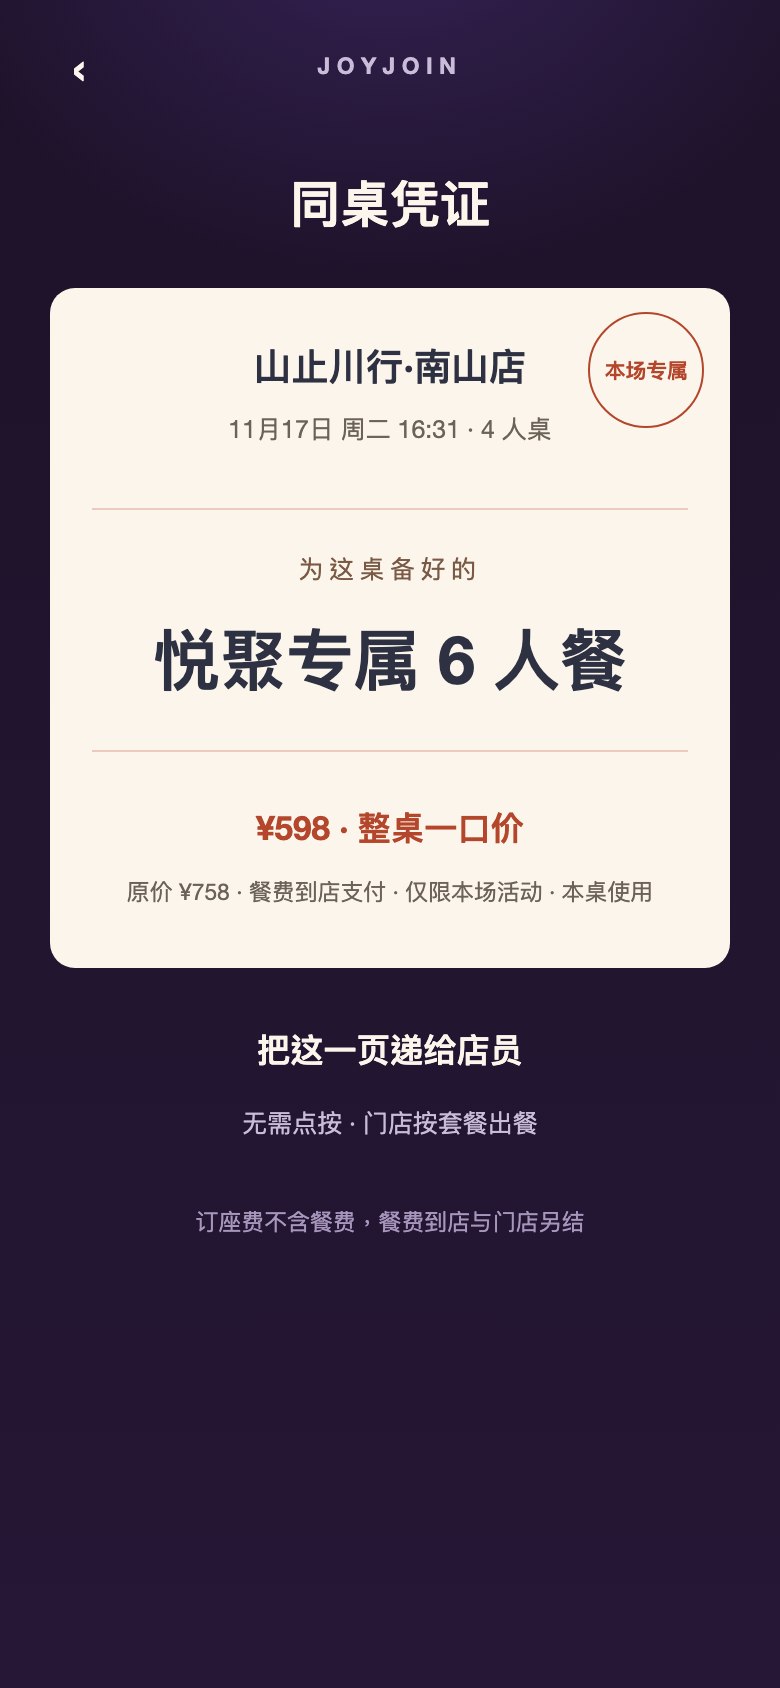 JOYJOIN
同桌凭证
山止川行·南山店
本场专属
11月17日 周二 16:31 · 4 人桌
为这桌备好的
悦聚专属 6 人餐
¥598 · 整桌一口价
原价 ¥758 · 餐费到店支付 · 仅限本场活动 · 本桌使用
把这一页递给店员
无需点按 · 门店按套餐出餐
订座费不含餐费，餐费到店与门店另结